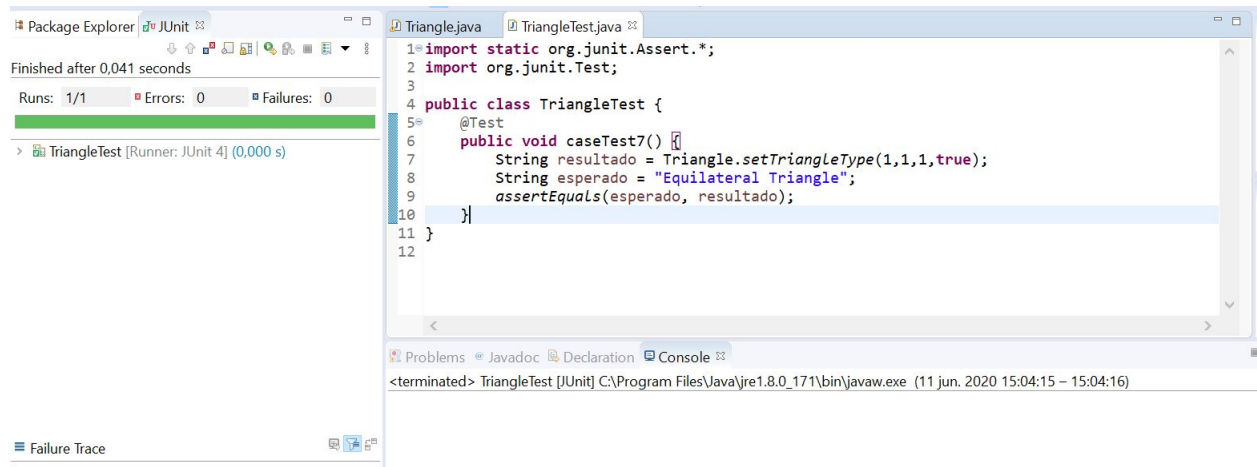 Package Explorer JUnit
Finished after 0,041 seconds
Runs: 1/1 Errors: 0 Failures: 0
TriangleTest [Runner: JUnit 4] (0,000 s)
Failure Trace
Triangle.java TriangleTest.java
1 import static org.junit.Assert.*;
2 import org.junit.Test;
3
4 public class TriangleTest {
5 @Test
6 public void caseTest7() {
7 String resultado = Triangle.setTriangleType(1,1,1,true);
8 String esperado = "Equilateral Triangle";
9 assertEquals(esperado, resultado);
10 }
11 }
12
Problems Javadoc Declaration Console
<terminated> TriangleTest [JUnit] C:\Program Files\Java\jre1.8.0_171\bin\javaw.exe (11 jun. 2020 15:04:15 – 15:04:16)